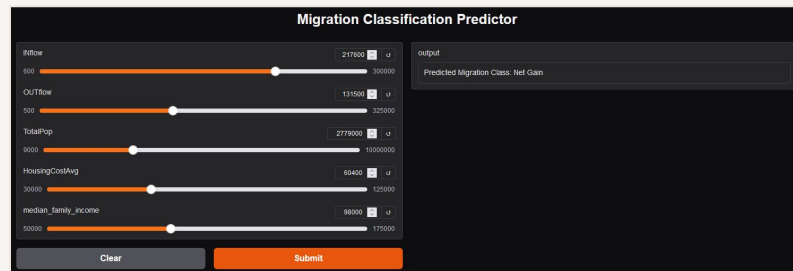 Migration Classification Predictor
INflow
217600
600
300000
OUTflow
131500
500
325000
TotalPop
2779000
9000
10000000
HousingCostAvg
60400
30000
125000
median_family_income
98000
50000
175000
Clear
Submit
output
Predicted Migration Class: Net Gain